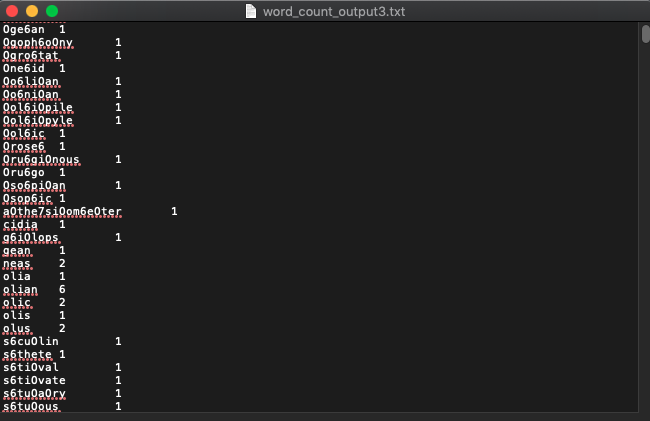 word_count_output3.txt
Oge6an 1
Ogoph6oOny 1
Ogro6tat 1
One6id 1
Oo6liOan 1
Oo6niOan 1
Ool6iOpile 1
Ool6iOpyle 1
Ool6ic 1
Orose6 1
Oru6giOnous 1
Oru6go 1
Oso6piOan 1
Osop6ic 1
aOthe7siOom6eOter 1
cidia 1
g6iOlops 1
gean 1
neas 2
olia 1
olian 6
olic 2
olis 1
olus 2
s6cuOlin 1
s6thete 1
s6tiOval 1
s6tiOvate 1
s6tuOaOry 1
s6tuOous 1